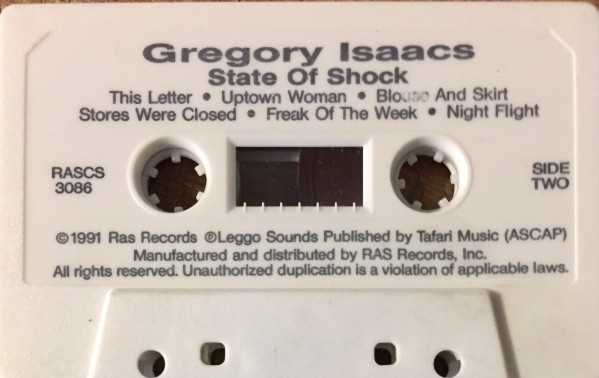 Gregory Isaacs
State Of Shock
This Letter • Uptown Woman • Blouse And Skirt
Stores Were Closed • Freak Of The Week • Night Flight
RASCS
3086
SIDE
TWO
©1991 Ras Records ℗Leggo Sounds Published by Tafari Music (ASCAP)
Manufactured and distributed by RAS Records, Inc.
All rights reserved. Unauthorized duplication is a violation of applicable laws.